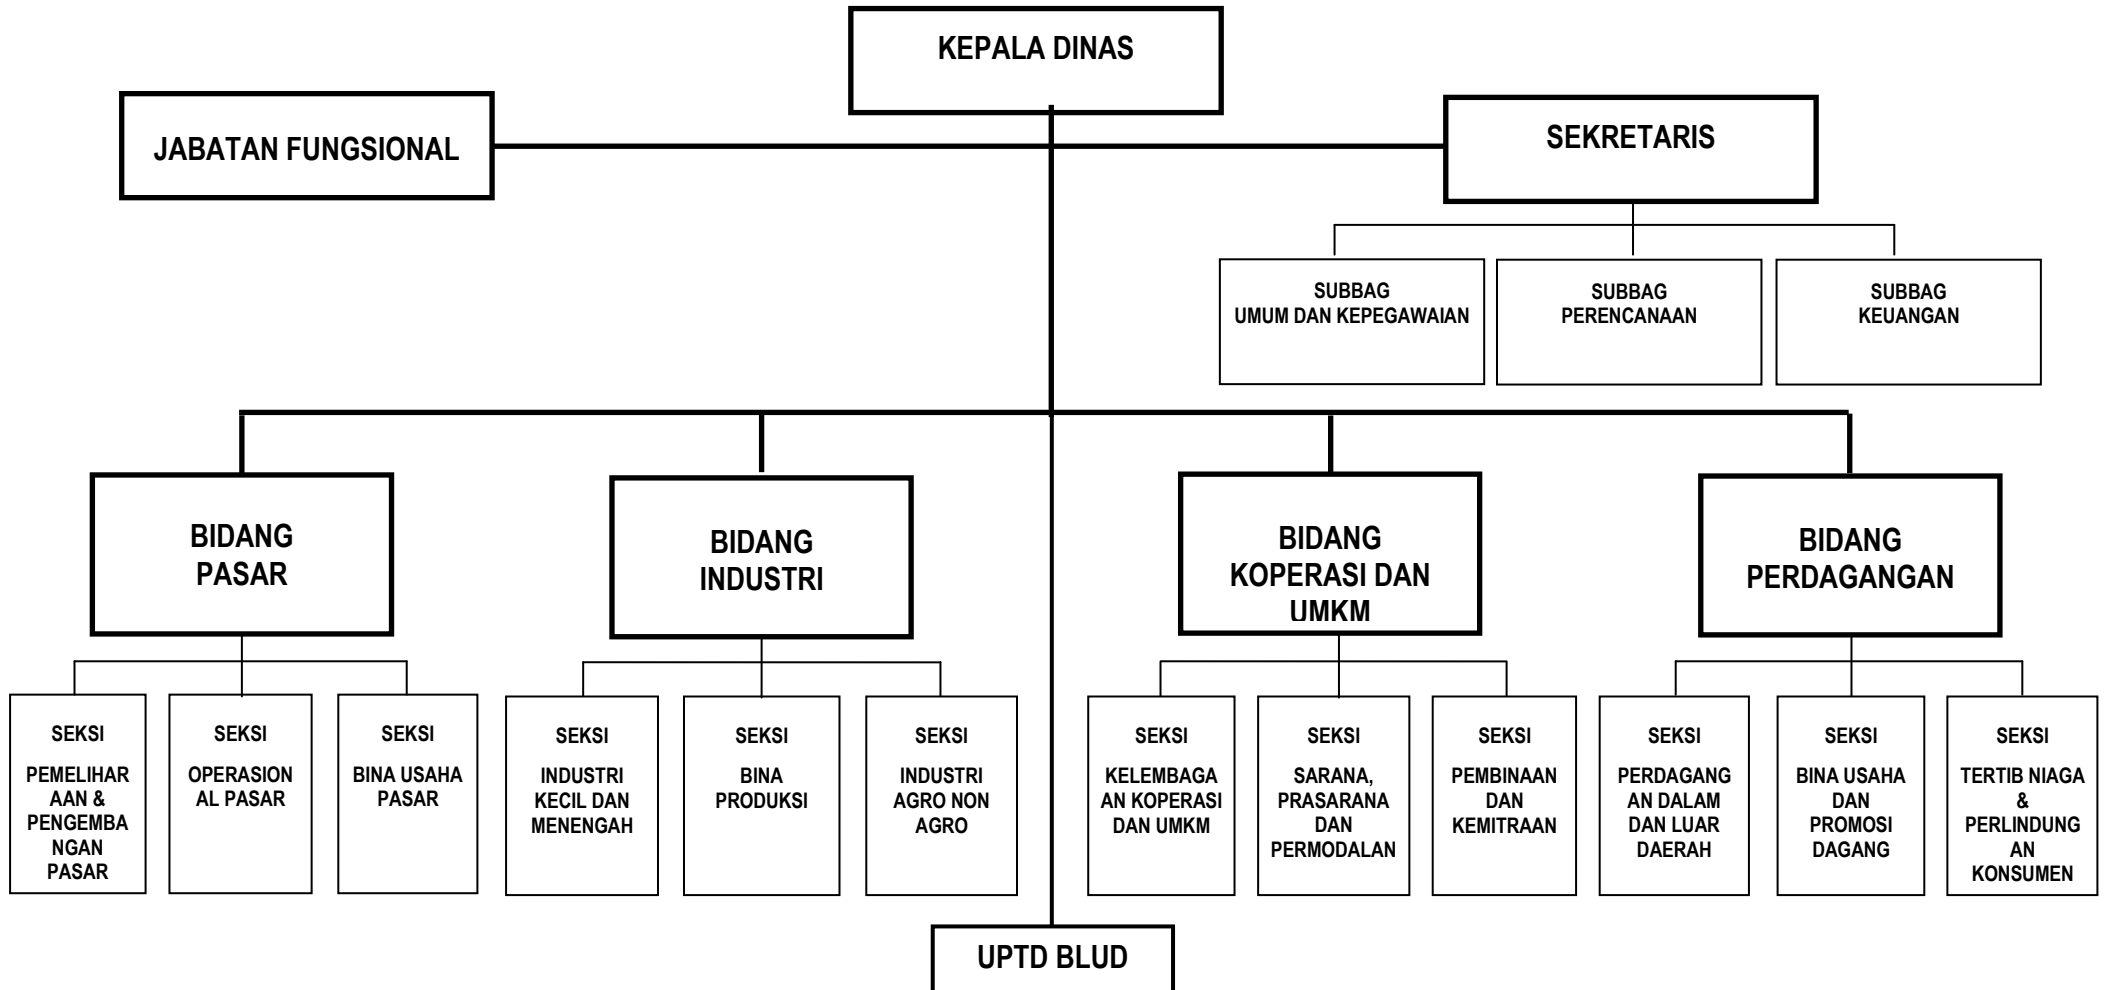 KEPALA DINAS
JABATAN FUNGSIONAL
SEKRETARIS
SUBBAG
UMUM DAN KEPEGAWAIAN
SUBBAG
PERENCANAAN
SUBBAG
KEUANGAN
BIDANG
PASAR
BIDANG
INDUSTRI
BIDANG
KOPERASI DAN
UMKM
BIDANG
PERDAGANGAN
SEKSI
PEMELIHAR
AAN &
PENGEMBA
NGAN
PASAR
SEKSI
OPERASION
AL PASAR
SEKSI
BINA USAHA
PASAR
SEKSI
INDUSTRI
KECIL DAN
MENENGAH
SEKSI
BINA
PRODUKSI
SEKSI
INDUSTRI
AGRO NON
AGRO
SEKSI
KELEMBAGA
AN KOPERASI
DAN UMKM
SEKSI
SARANA,
PRASARANA
DAN
PERMODALAN
SEKSI
PEMBINAAN
DAN
KEMITRAAN
SEKSI
PERDAGANG
AN DALAM
DAN LUAR
DAERAH
SEKSI
BINA USAHA
DAN
PROMOSI
DAGANG
SEKSI
TERTIB NIAGA
&
PERLINDUNG
AN
KONSUMEN
UPTD BLUD